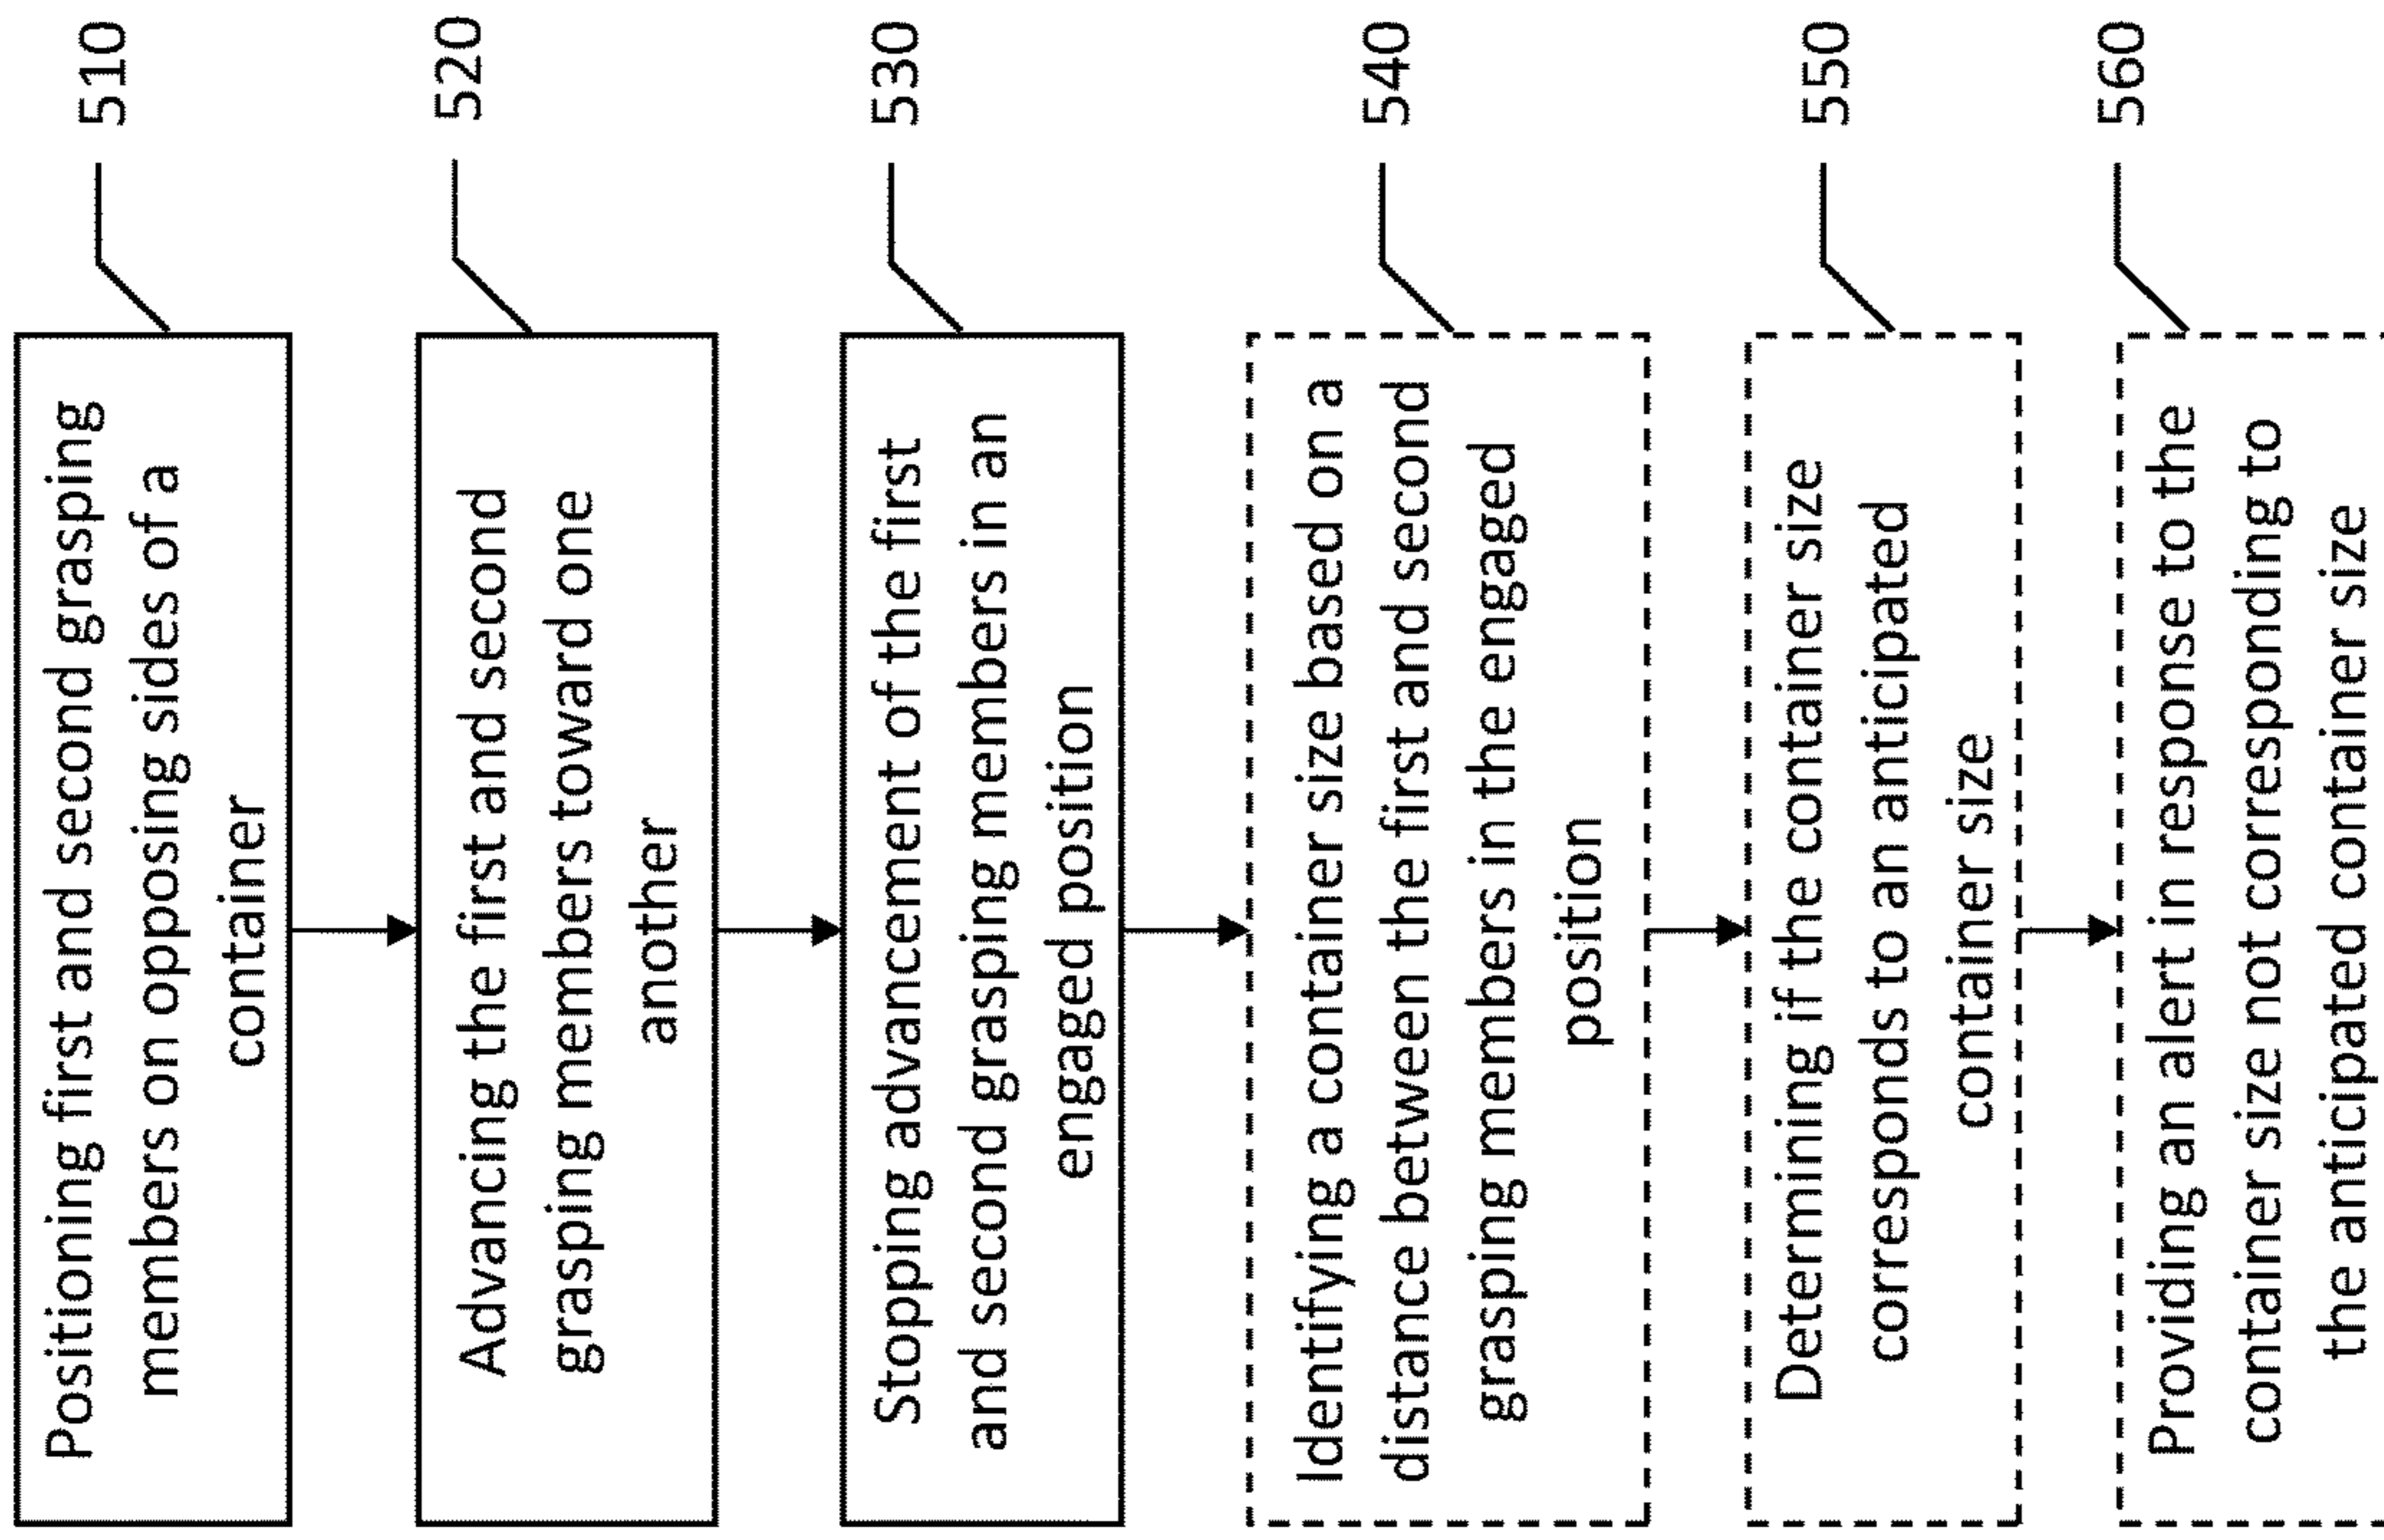 Positioning first and second grasping
members on opposing sides of a
container
510
Advancing the first and second
grasping members toward one
another
520
Stopping advancement of the first
and second grasping members in an
engaged position
530
Identifying a container size based on a
distance between the first and second
grasping members in the engaged
position
540
Determining if the container size
corresponds to an anticipated
container size
550
Providing an alert in response to the
container size not corresponding to
the anticipated container size
560